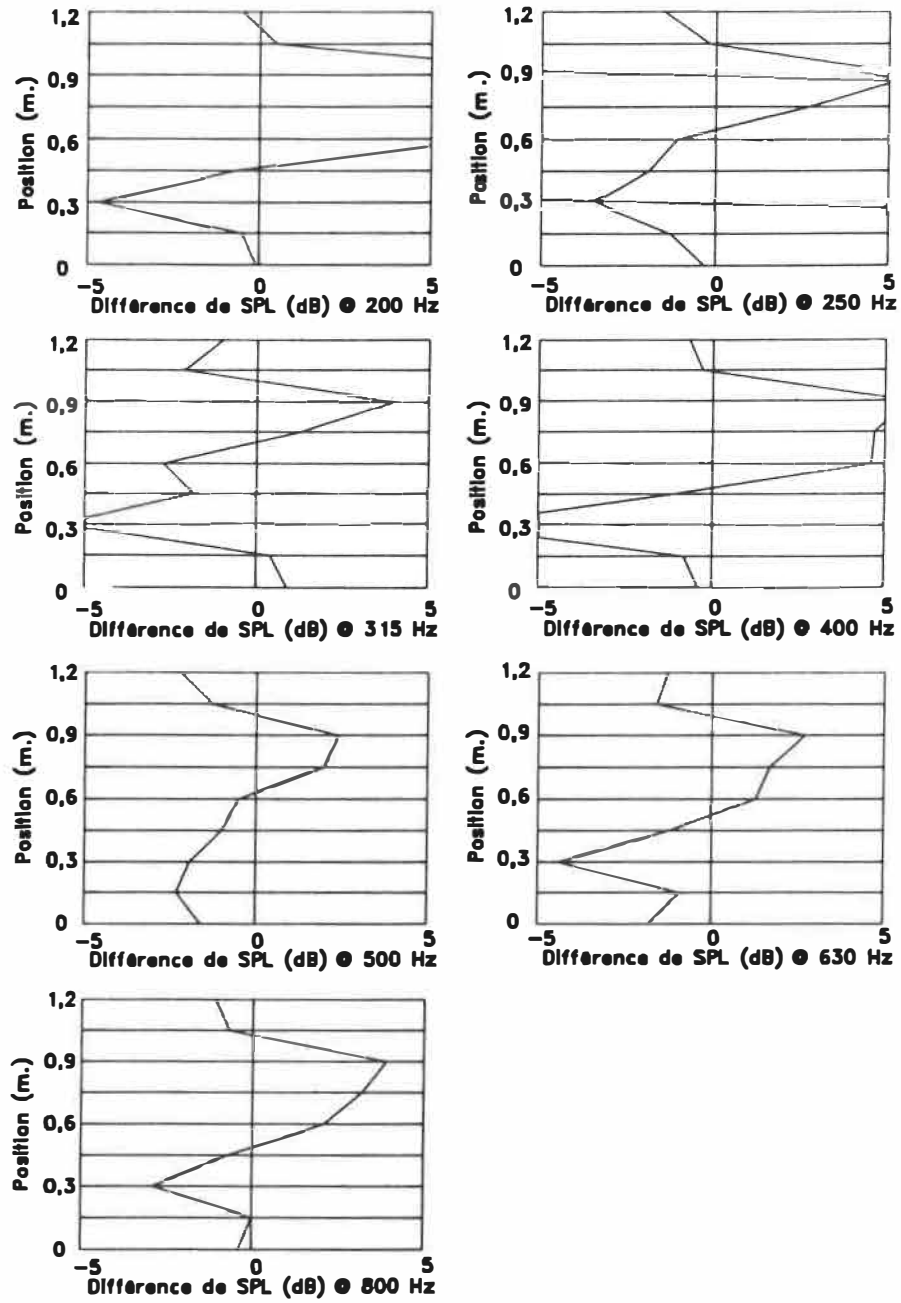 1,2
0,9
0,6
0,3
0
Position (m.)
-5 0 5
Différence de SPL (dB) @ 200 Hz
1,2
0,9
0,6
0,3
0
Position (m.)
-5 0 5
Différence de SPL (dB) @ 250 Hz
1,2
0,9
0,6
0,3
0
Position (m.)
-5 0 5
Différence de SPL (dB) @ 315 Hz
1,2
0,9
0,6
0,3
0
Position (m.)
-5 0 5
Différence de SPL (dB) @ 400 Hz
1,2
0,9
0,6
0,3
0
Position (m.)
-5 0 5
Différence de SPL (dB) @ 500 Hz
1,2
0,9
0,6
0,3
0
Position (m.)
-5 0 5
Différence de SPL (dB) @ 630 Hz
1,2
0,9
0,6
0,3
0
Position (m.)
-5 0 5
Différence de SPL (dB) @ 800 Hz